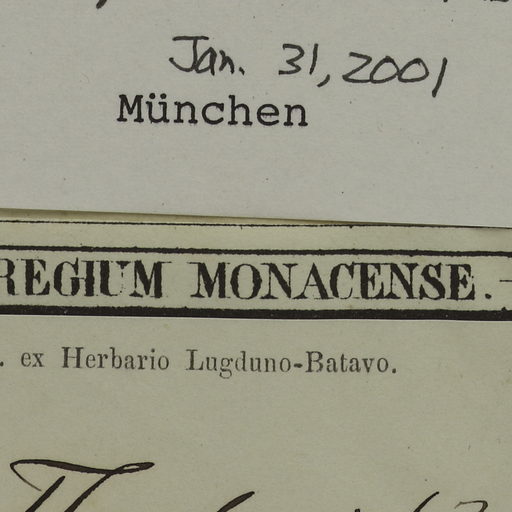 Jan. 31, 2001
München
REGIUM MONACENSE.
. ex Herbario Lugduno-Batavo.